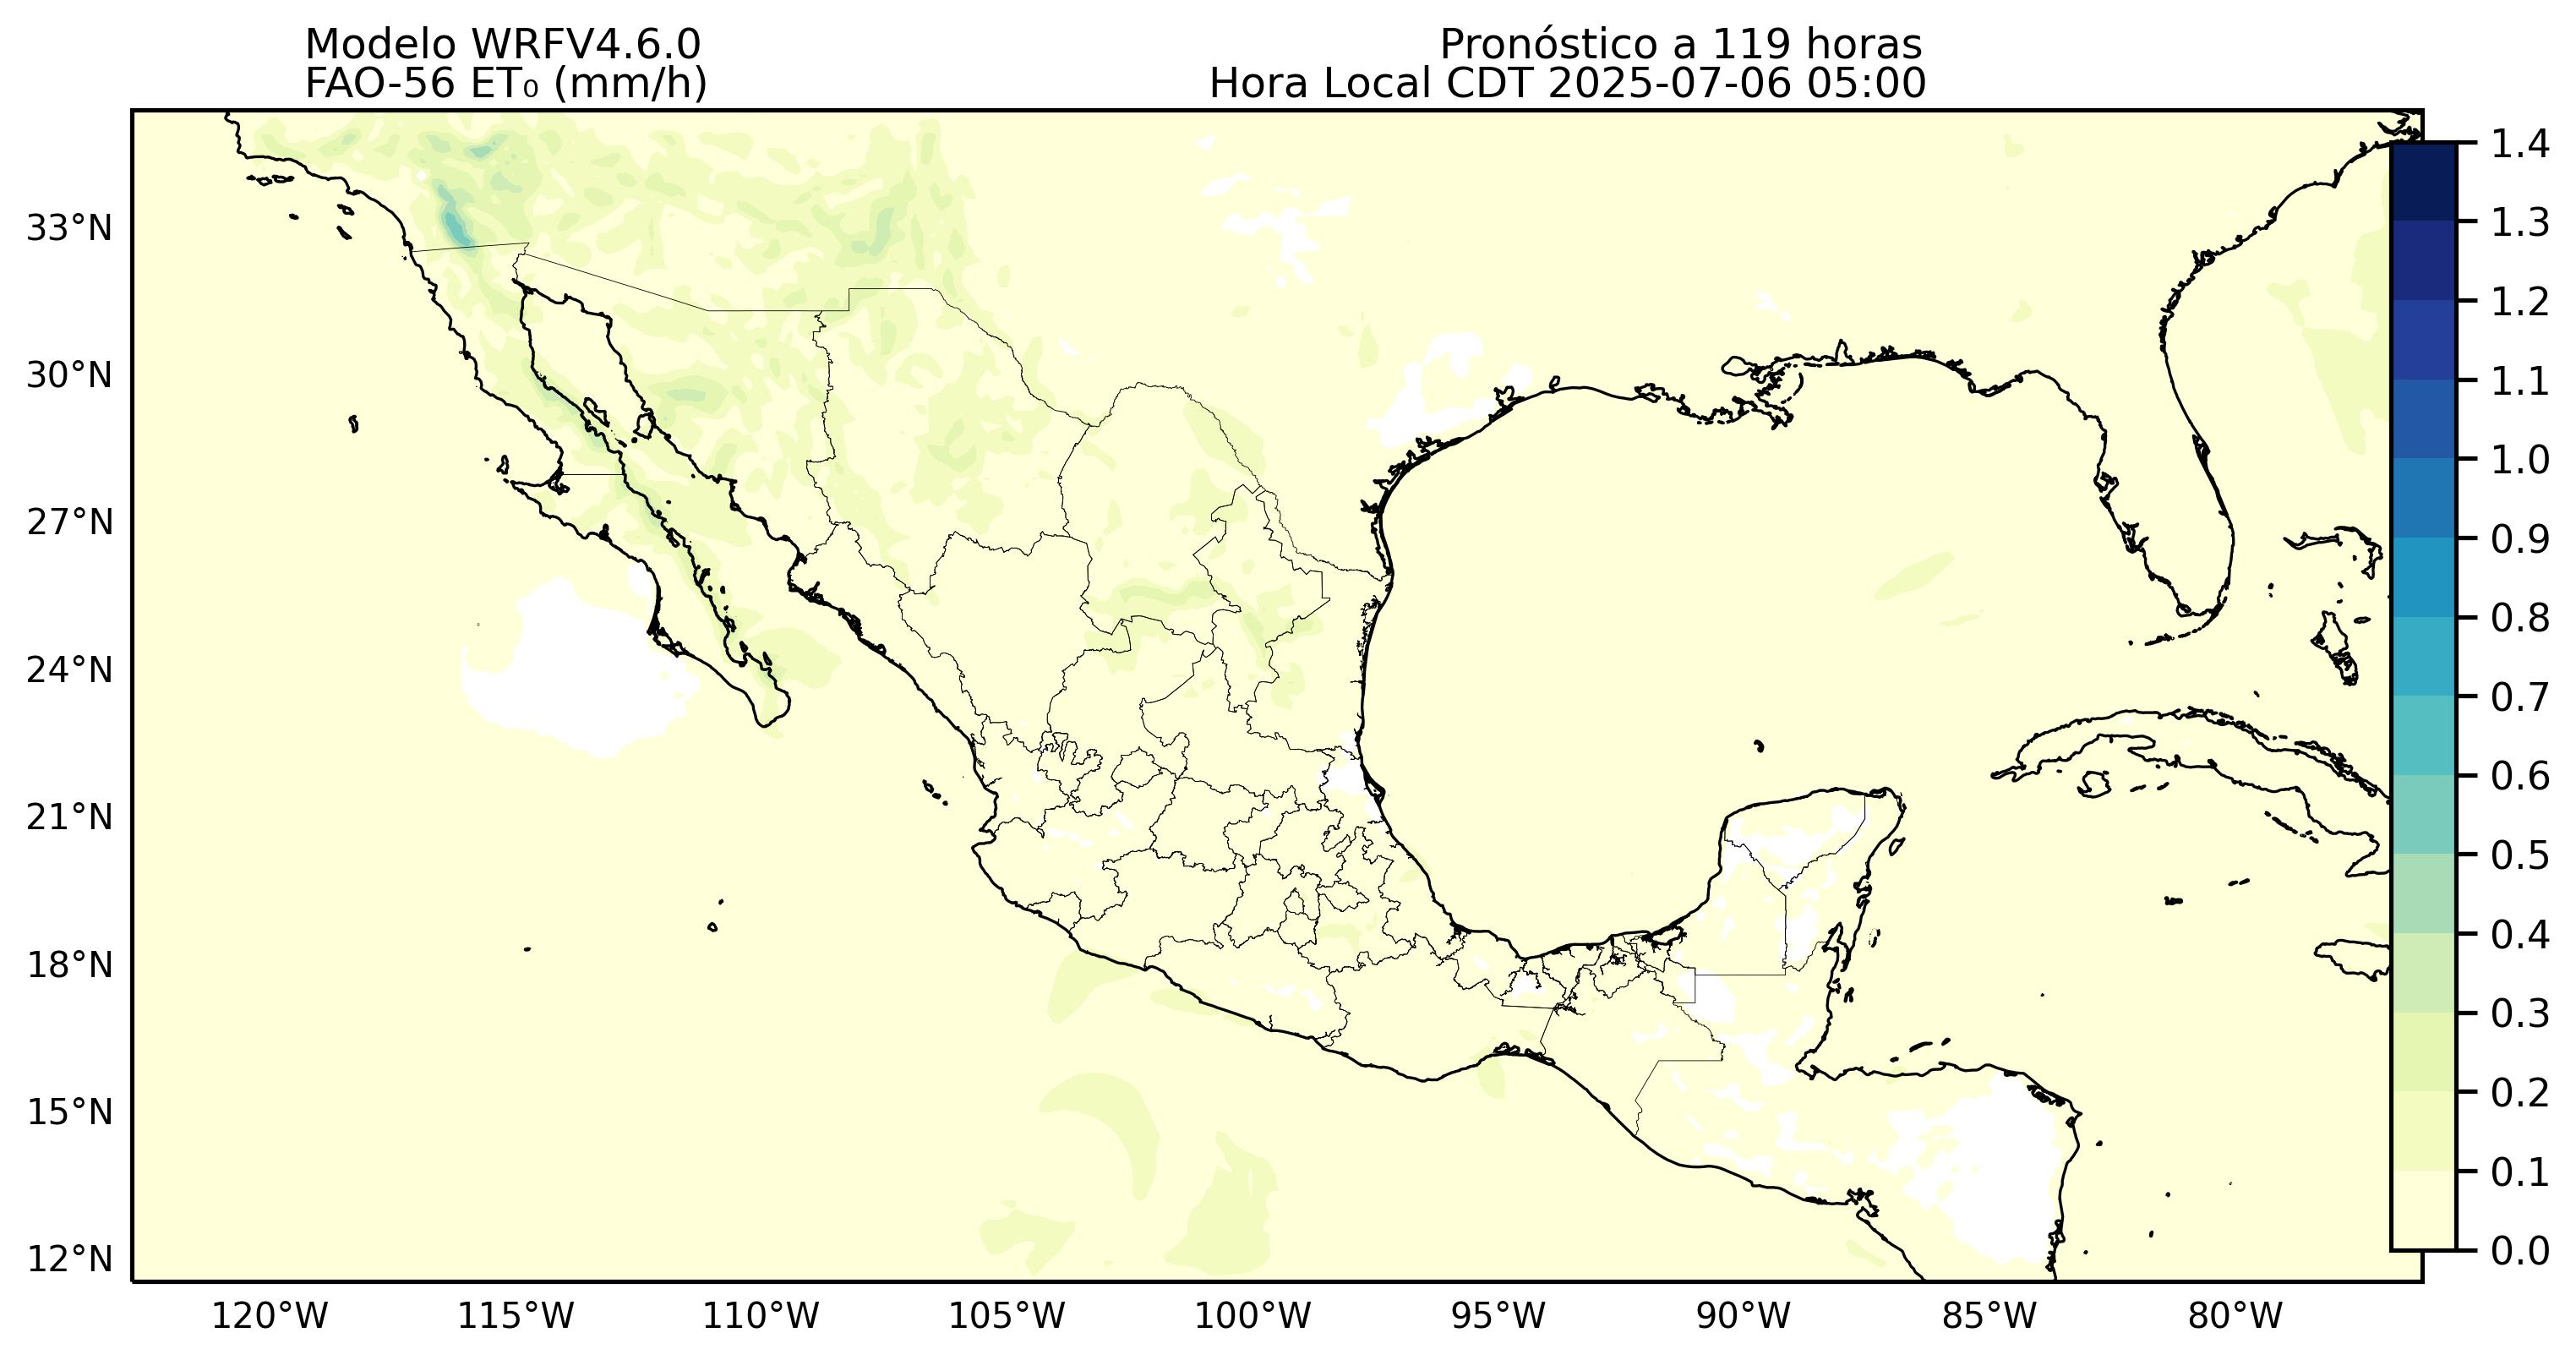 Modelo WRFV4.6.0
FAO-56 ET₀ (mm/h)
Pronóstico a 119 horas
Hora Local CDT 2025-07-06 05:00
33°N
30°N
27°N
24°N
21°N
18°N
15°N
12°N
120°W
115°W
110°W
105°W
100°W
95°W
90°W
85°W
80°W
1.4
1.3
1.2
1.1
1.0
0.9
0.8
0.7
0.6
0.5
0.4
0.3
0.2
0.1
0.0